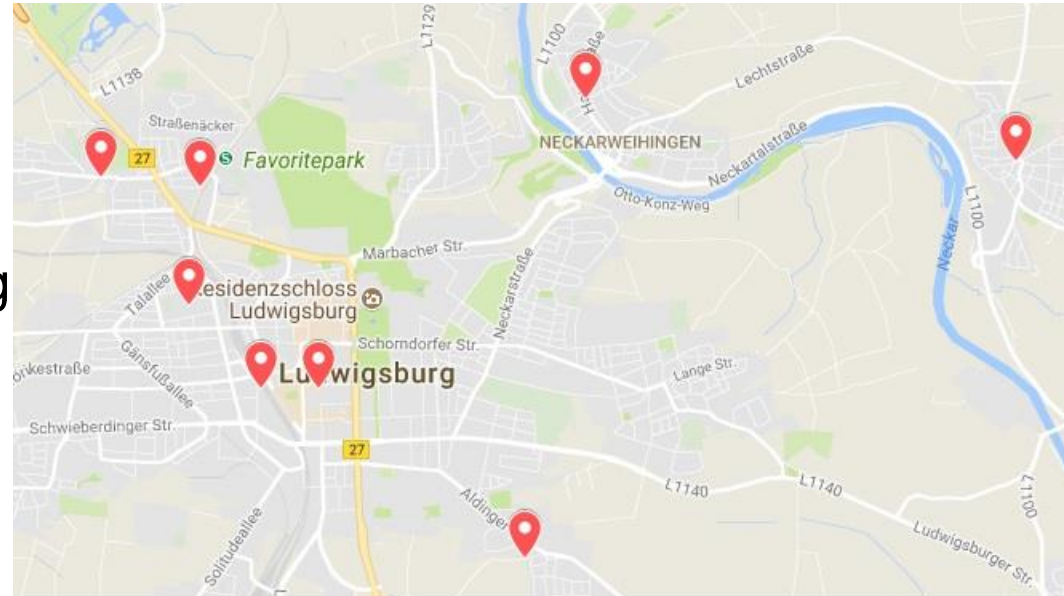 L1129
L1100
L1138
Lechtstraße
Straßenäcker
27
S
Favoritepark
NECKARWEIHINGEN
Neckartalstraße
Otto-Konz-Weg
L1100
Neckar
Marbacher Str.
g
Talallee
esidenzschloss
Ludwigsburg
Neckarstraße
Schorndorfer Str.
Gänsfußallee
Ludwigsburg
Lange Str.
Schwieberdinger Str.
27
L1140
L1140
L1100
Aldinger
Solitudeallee
Ludwigsburger Str.